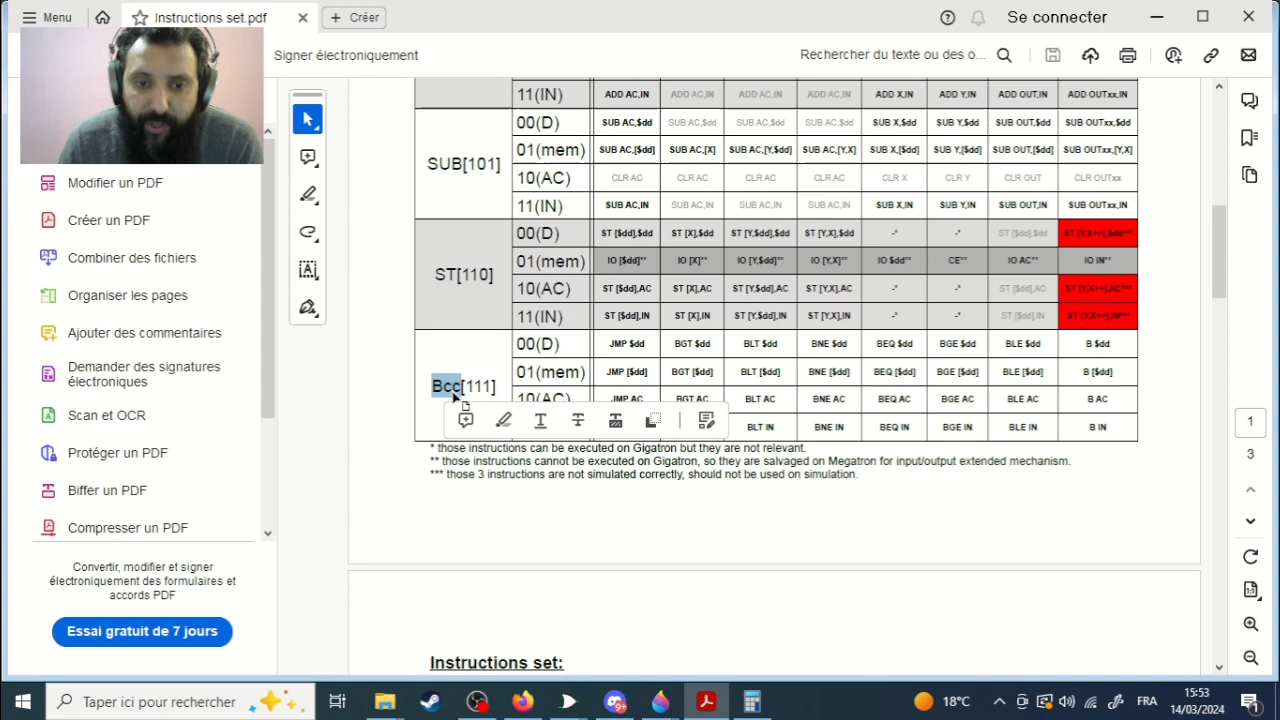 Menu
Instructions set.pdf
Créer
Se connecter
Signer électroniquement
Rechercher du texte ou des o...
Modifier un PDF
Créer un PDF
Combiner des fichiers
Organiser les pages
Ajouter des commentaires
Demander des signatures
électroniques
Scan et OCR
Protéger un PDF
Biffer un PDF
Compresser un PDF
Convertir, modifier et signer
électroniquement des formulaires et
accords PDF
Essai gratuit de 7 jours
11(IN) ADD AC,IN ADD AC,IN ADD AC,IN ADD AC,IN ADD X,IN ADD Y,IN ADD OUT,IN ADD OUTxx,IN
SUB[101]
00(D) SUB AC,$dd SUB AC,$dd SUB AC,$dd SUB AC,$dd SUB X,$dd SUB Y,$dd SUB OUT,$dd SUB OUTxx,$dd
01(mem) SUB AC,[$dd] SUB AC,[X] SUB AC,[Y,$dd] SUB AC,[Y,X] SUB X,[$dd] SUB Y,[$dd] SUB OUT,[$dd] SUB OUTxx,[Y,X]
10(AC) CLR AC CLR AC CLR AC CLR AC CLR X CLR Y CLR OUT CLR OUTxx
11(IN) SUB AC,IN SUB AC,IN SUB AC,IN SUB AC,IN SUB X,IN SUB Y,IN SUB OUT,IN SUB OUTxx,IN
ST[110]
00(D) ST [$dd],$dd ST [X],$dd ST [Y,$dd],$dd ST [Y,X],$dd -* -* ST [$dd],$dd ST [Y,X++],$dd***
01(mem) IO [$dd]** IO [X]** IO [Y,$dd]** IO [Y,X]** IO $dd** CE** IO AC** IO IN**
10(AC) ST [$dd],AC ST [X],AC ST [Y,$dd],AC ST [Y,X],AC -* -* ST [$dd],AC ST [Y,X++],AC***
11(IN) ST [$dd],IN ST [X],IN ST [Y,$dd],IN ST [Y,X],IN -* -* ST [$dd],IN ST [Y,X++],IN***
Bcc[111]
00(D) JMP $dd BGT $dd BLT $dd BNE $dd BEQ $dd BGE $dd BLE $dd B $dd
01(mem) JMP [$dd] BGT [$dd] BLT [$dd] BNE [$dd] BEQ [$dd] BGE [$dd] BLE [$dd] B [$dd]
10(AC) JMP AC BGT AC BLT AC BNE AC BEQ AC BGE AC BLE AC B AC
BLT IN BNE IN BEQ IN BGE IN BLE IN B IN
* those instructions can be executed on Gigatron but they are not relevant.
** those instructions cannot be executed on Gigatron, so they are salvaged on Megatron for input/output extended mechanism.
*** those 3 instructions are not simulated correctly, should not be used on simulation.
Instructions set:
1
3
Taper ici pour rechercher
9+
18°C
FRA
15:53
14/03/2024
1